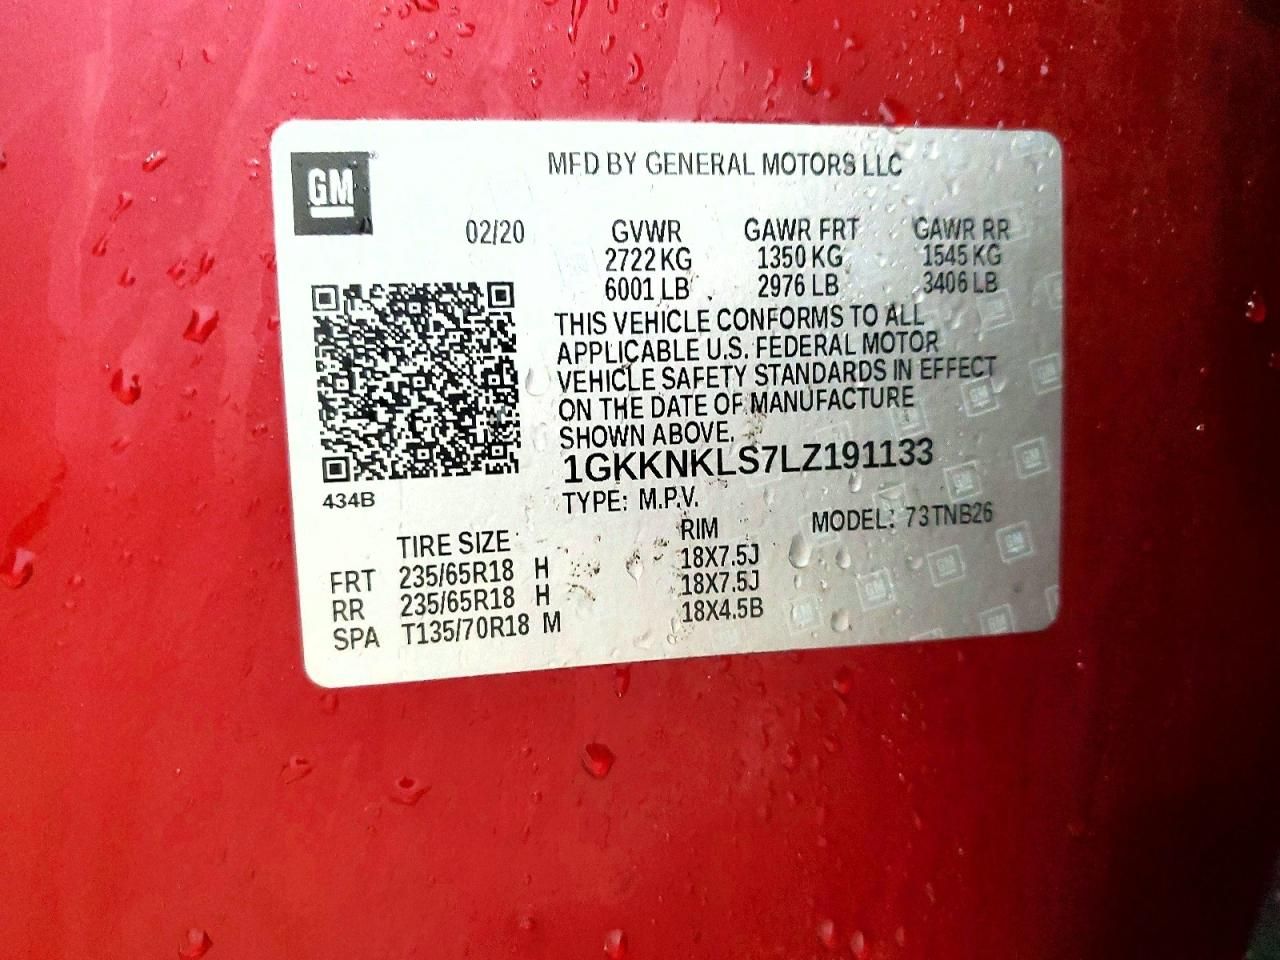 GM
MFD BY GENERAL MOTORS LLC
02/20 GVWR GAWR FRT GAWR RR
2722 KG 1350 KG 1545 KG
6001 LB 2976 LB 3406 LB
THIS VEHICLE CONFORMS TO ALL
APPLICABLE U.S. FEDERAL MOTOR
VEHICLE SAFETY STANDARDS IN EFFECT
ON THE DATE OF MANUFACTURE
SHOWN ABOVE.
1GKKNKLS7LZ191133
434B
TYPE: M.P.V. MODEL: 73TNB26
TIRE SIZE RIM
FRT 235/65R18 H 18X7.5J
RR 235/65R18 H 18X7.5J
SPA T135/70R18 M 18X4.5B